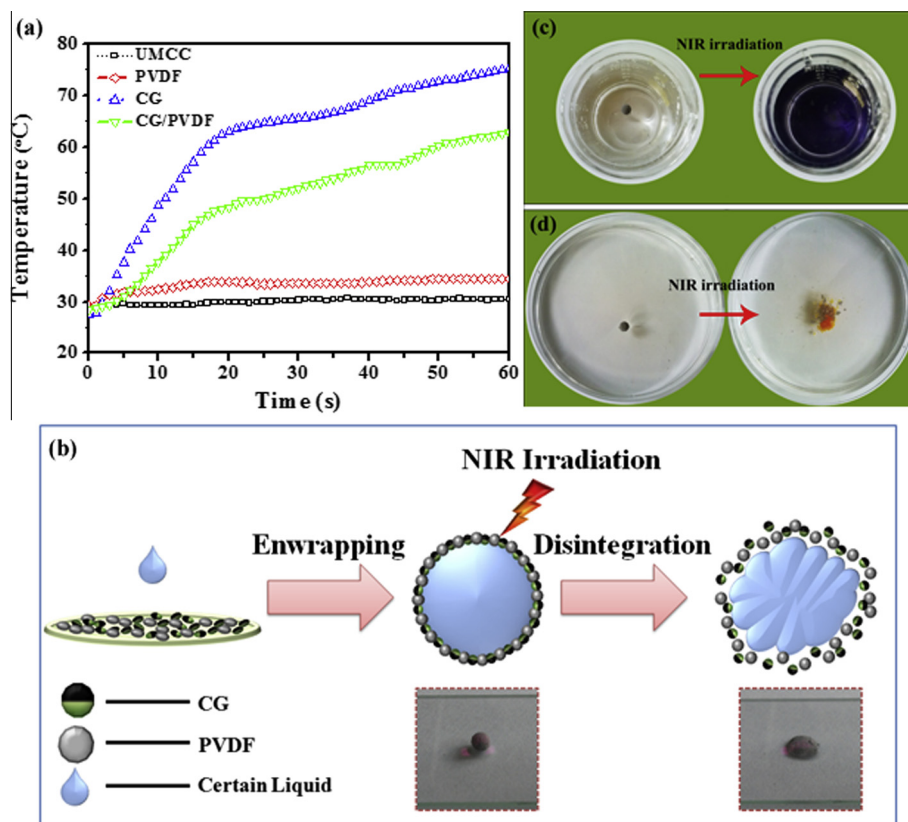 (a)
80
70
60
50
40
30
20
Temperature (°C)
UMCC
PVDF
CG
CG/PVDF
0 10 20 30 40 50 60
Time (s)
(c)
NIR irradiation
(d)
NIR irradiation
(b)
NIR Irradiation
Enwrapping
Disintegration
CG
PVDF
Certain Liquid